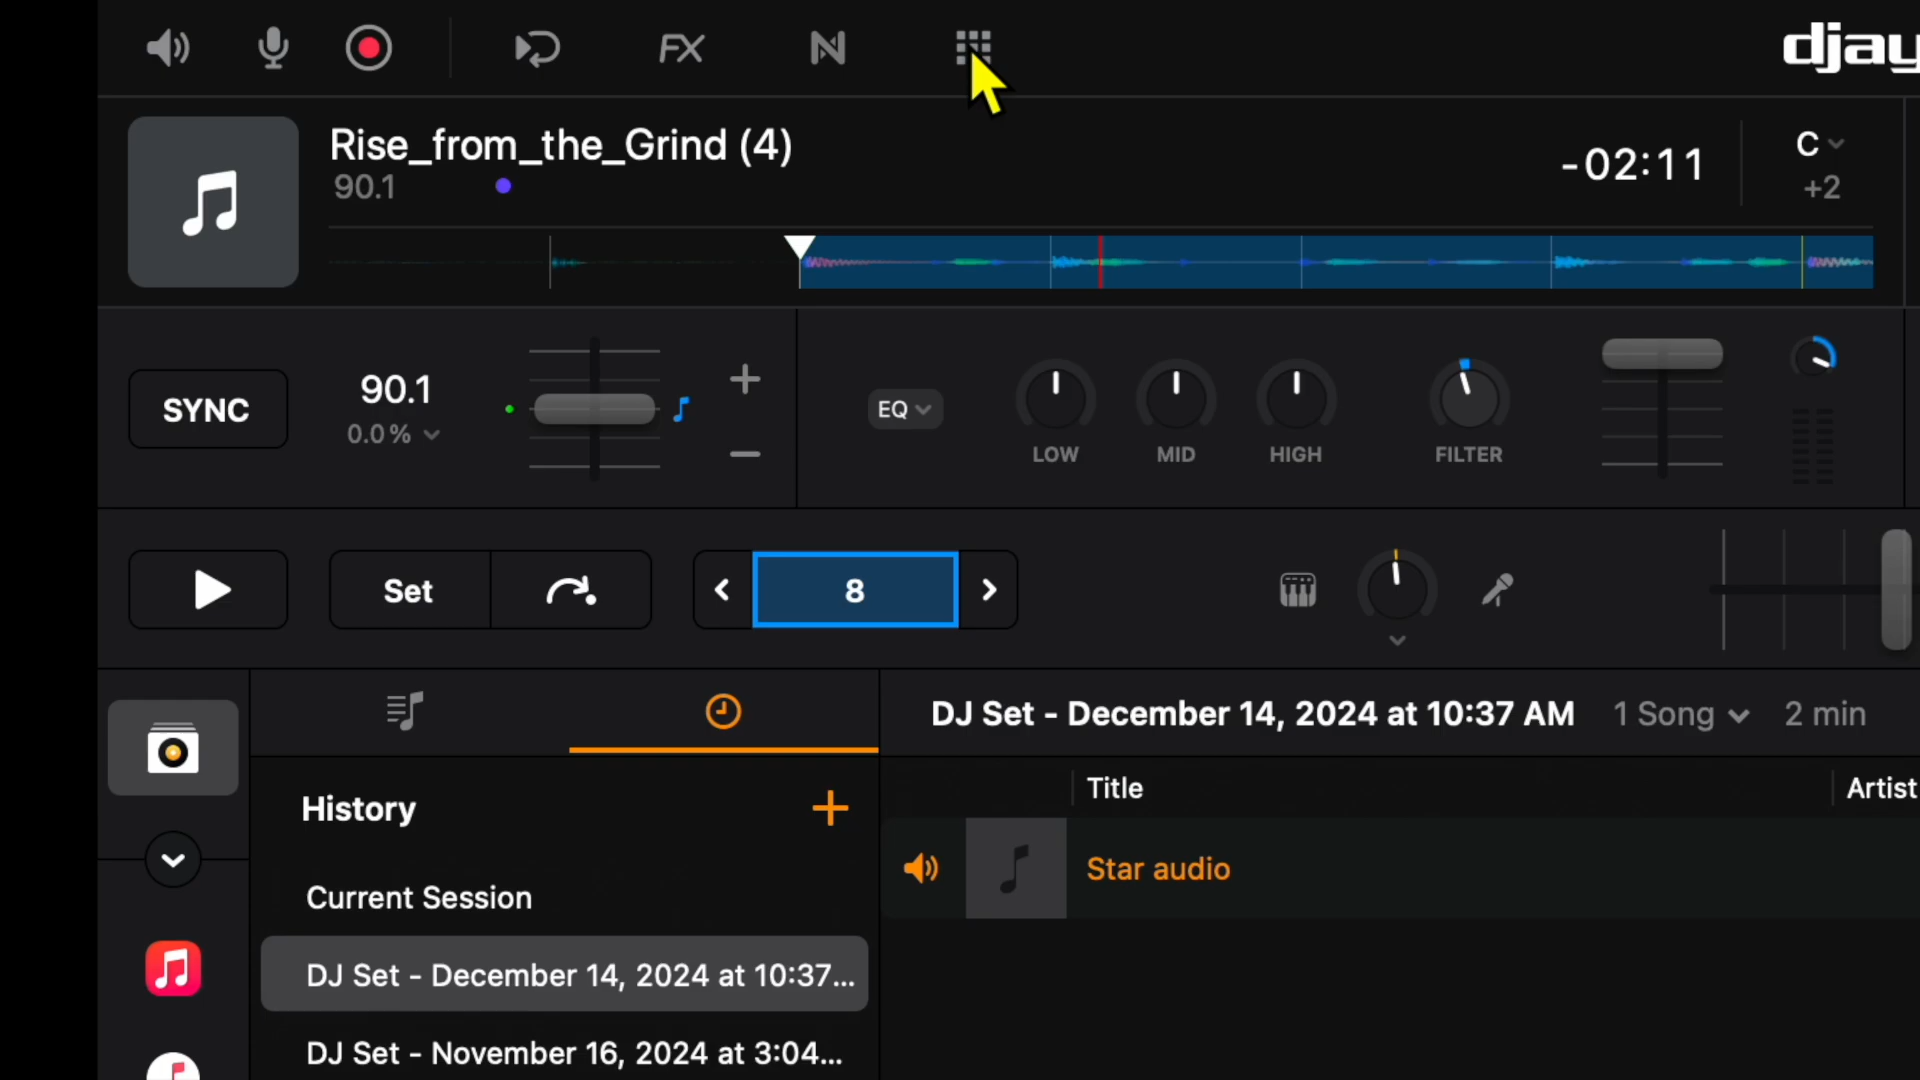 FX
djay
Rise_from_the_Grind (4)
90.1
-02:11
C
+2
SYNC
90.1
0.0%
EQ
LOW
MID
HIGH
FILTER
Set
8
DJ Set - December 14, 2024 at 10:37 AM
1 Song
2 min
History
Title
Artist
Star audio
Current Session
DJ Set - December 14, 2024 at 10:37...
DJ Set - November 16, 2024 at 3:04...